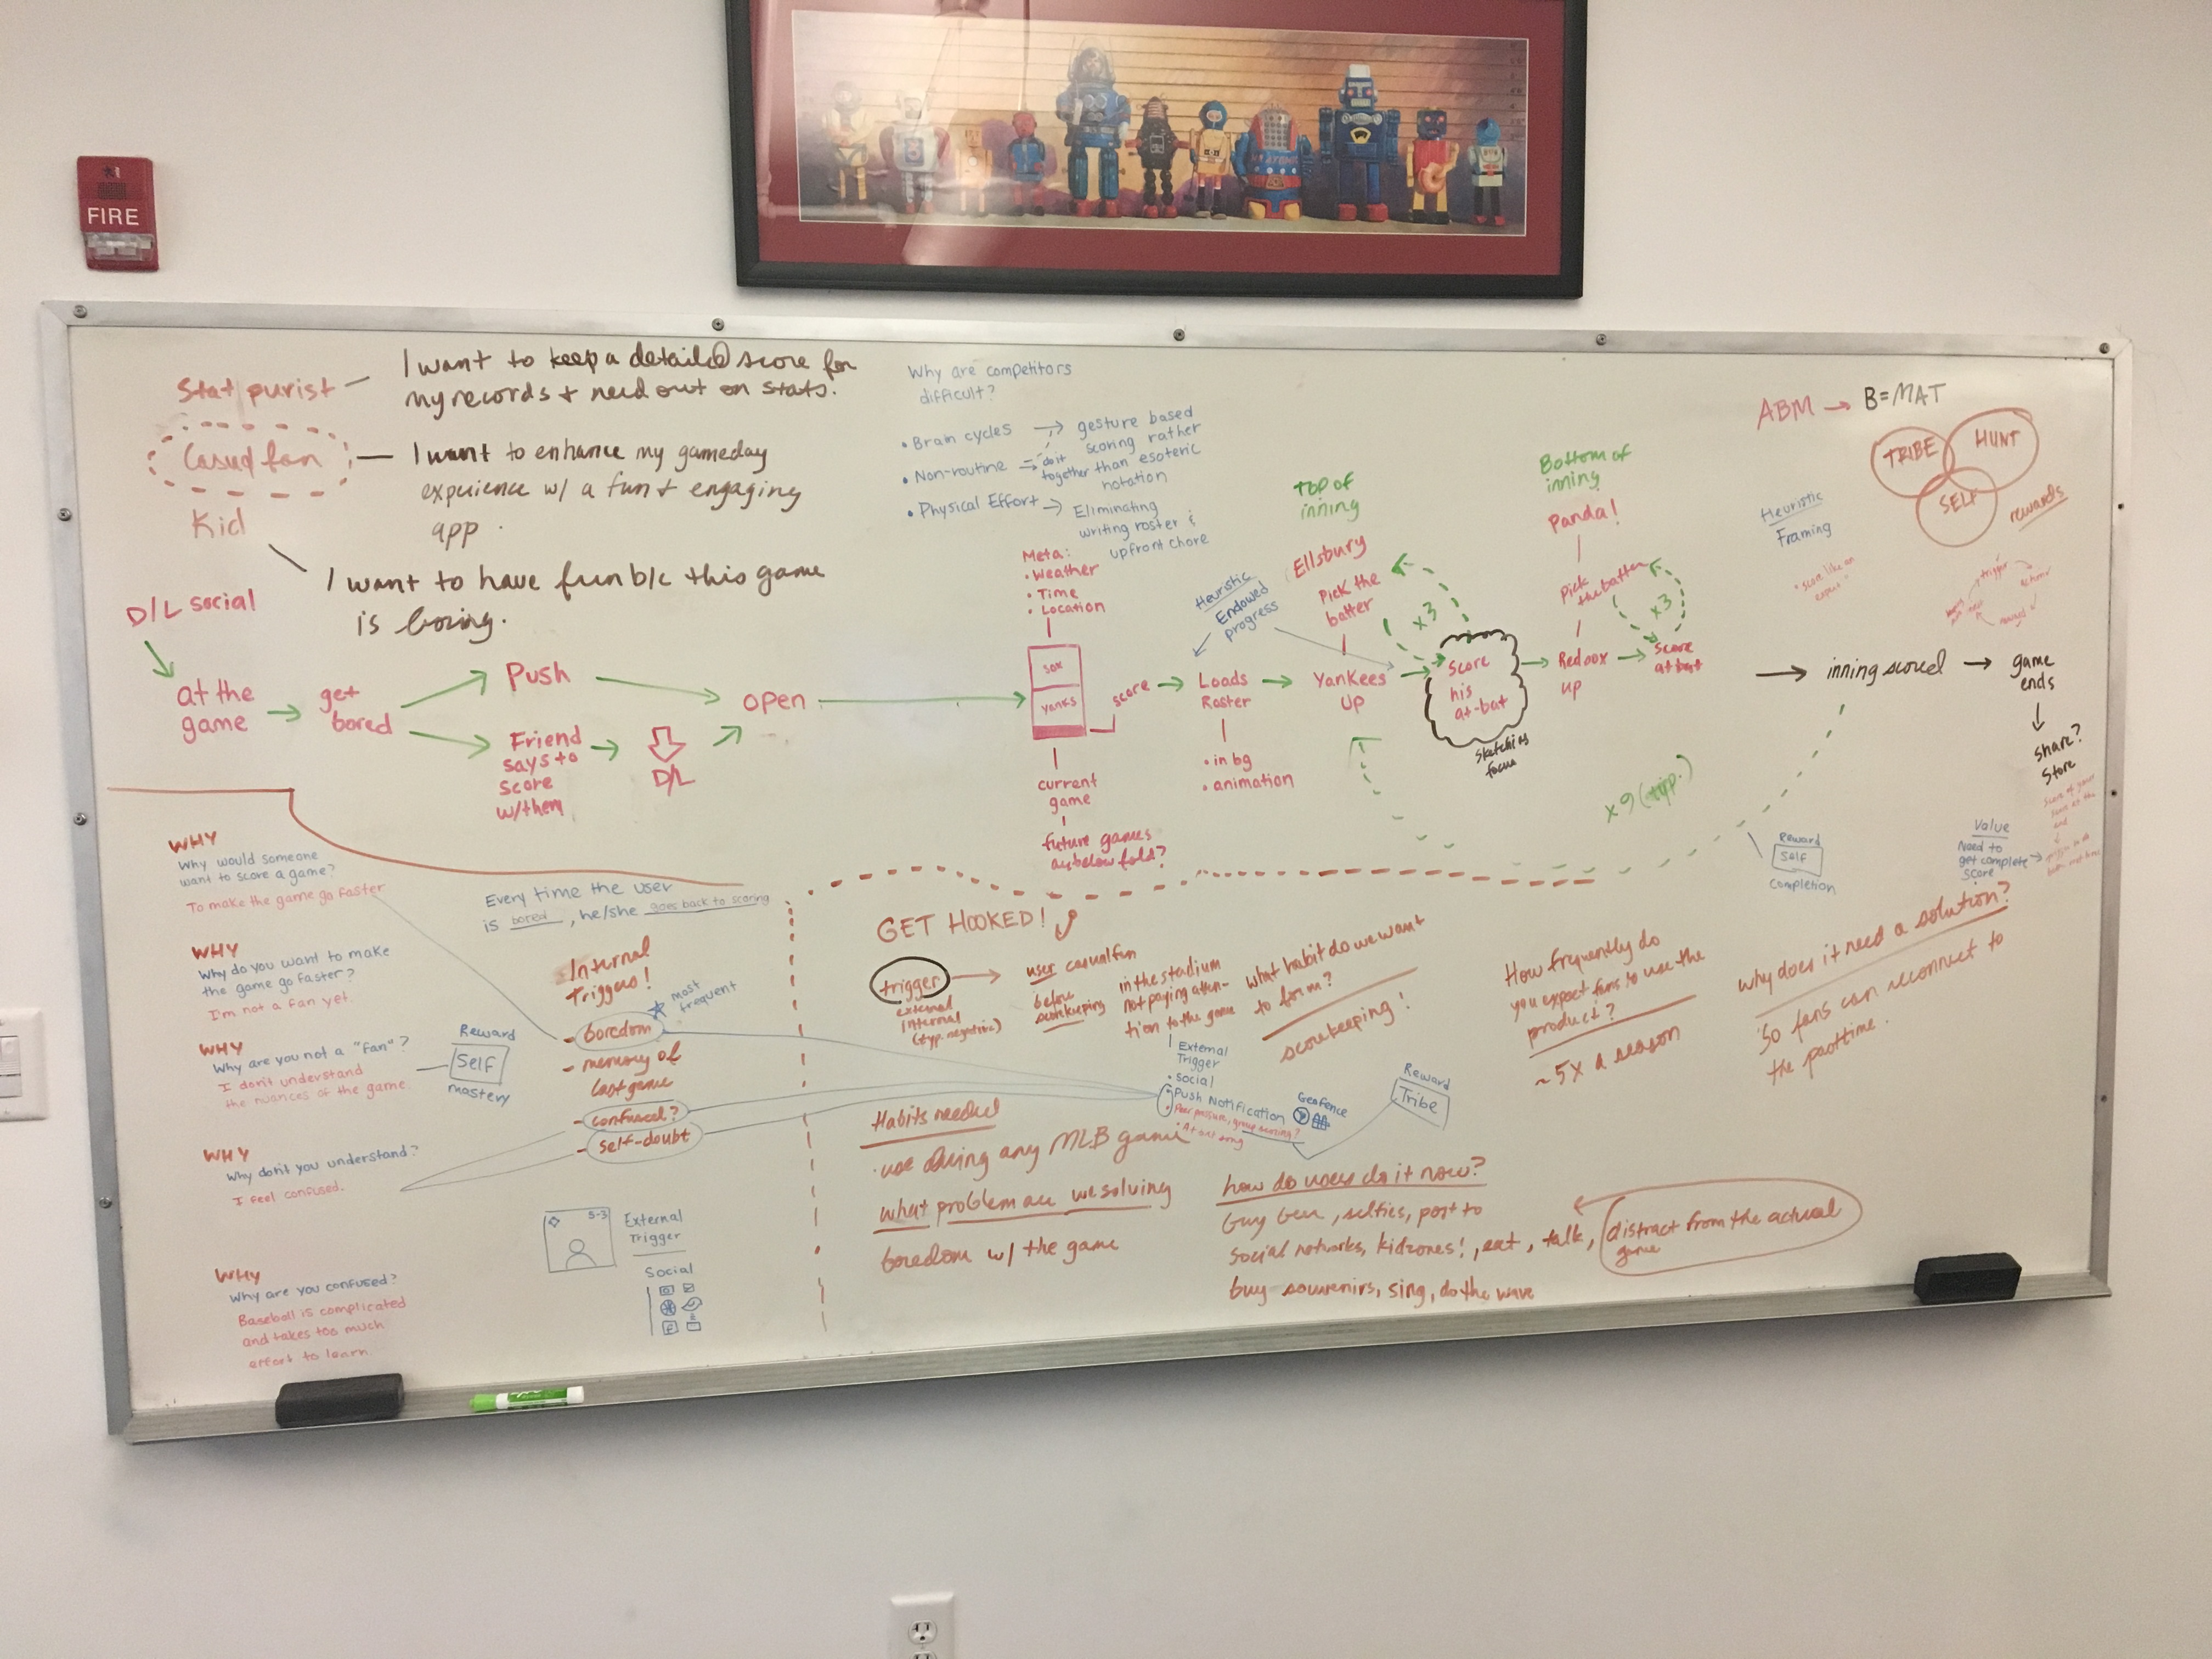 FIRE
Stat purist
I want to keep a detailed score for
my records + nerd out on stats.
Casual fan
I want to enhance my gameday
experience w/ a fun + engaging
app.
Kid
I want to have fun b/c this game
is boring.
D/L social
at the
game
get
bored
Push
Friend
says to
score
w/them
D/L
open
Why are competitors
difficult?
• Brain cycles
• Non-routine
• Physical Effort
gesture based
scoring rather
than esoteric
notation
do it
together
Eliminating
writing roster &
upfront chore
Meta:
• Weather
• Time
• Location
SOX
YANKS
score
current
game
future games
below fold?
Loads
Roster
• in bg
• animation
Heuristic
Endowed
progress
TOP OF
inning
Ellsbury
Pick the
batter
x3
Yankees
Up
Score
his
at-bat
sketching
focus
Bottom of
inning
Panda!
Pick
the batter
x3
Redsox
up
Score
at bat
x9 (typ.)
ABM → B=MAT
TRIBE
HUNT
SELF
rewards
Heuristic
Framing
"score like an
expert"
trigger
action
reward
inning scored
game
ends
share?
store
Reward
Self
Completion
Value
Need to
get complete
score
WHY
Why would someone
want to score a game?
To make the game go faster
WHY
Why do you want to make
the game go faster?
I'm not a fan yet.
WHY
Why are you not a "fan"?
I don't understand
the nuances of the game.
Reward
Self
mastery
WHY
Why don't you understand?
I feel confused.
WHY
Why are you confused?
Baseball is complicated
and takes too much
effort to learn.
Every time the user
is bored, he/she goes back to scoring
Internal
Triggers!
most
frequent
- boredom
- memory of
last game
- confused?
- self-doubt
5-3
External
Trigger
Social
GET HOOKED!
trigger
external
internal
(typ. negative)
user casual fan
before
scorekeeping
in the stadium
not paying atten-
tion to the game
External
Trigger
• Social
• Push Notification
• Peer pressure, group scoring?
Geofence
Reward
Tribe
what habit do we want
to form?
scorekeeping!
How frequently do
you expect fans to use the
product?
~5x a season
why does it need a solution?
So fans can reconnect to
the pasttime.
Habits needed
• use during any MLB game
what problem are we solving
boredom w/ the game
how do users do it now?
Buy beer, selfies, post to
social networks, kidzones!, eat, talk, distract from the actual
game
buy souvenirs, sing, do the wave